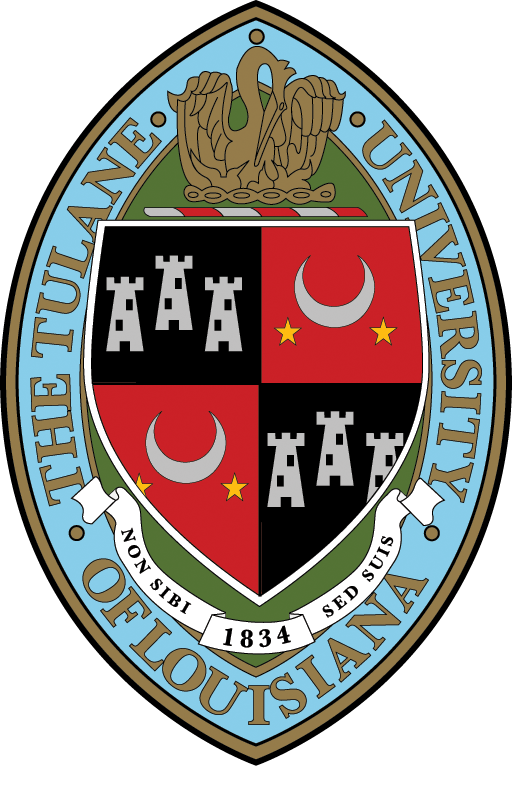 THE TULANE UNIVERSITY
OF LOUISIANA
NON SIBI
1834
SED SUIS